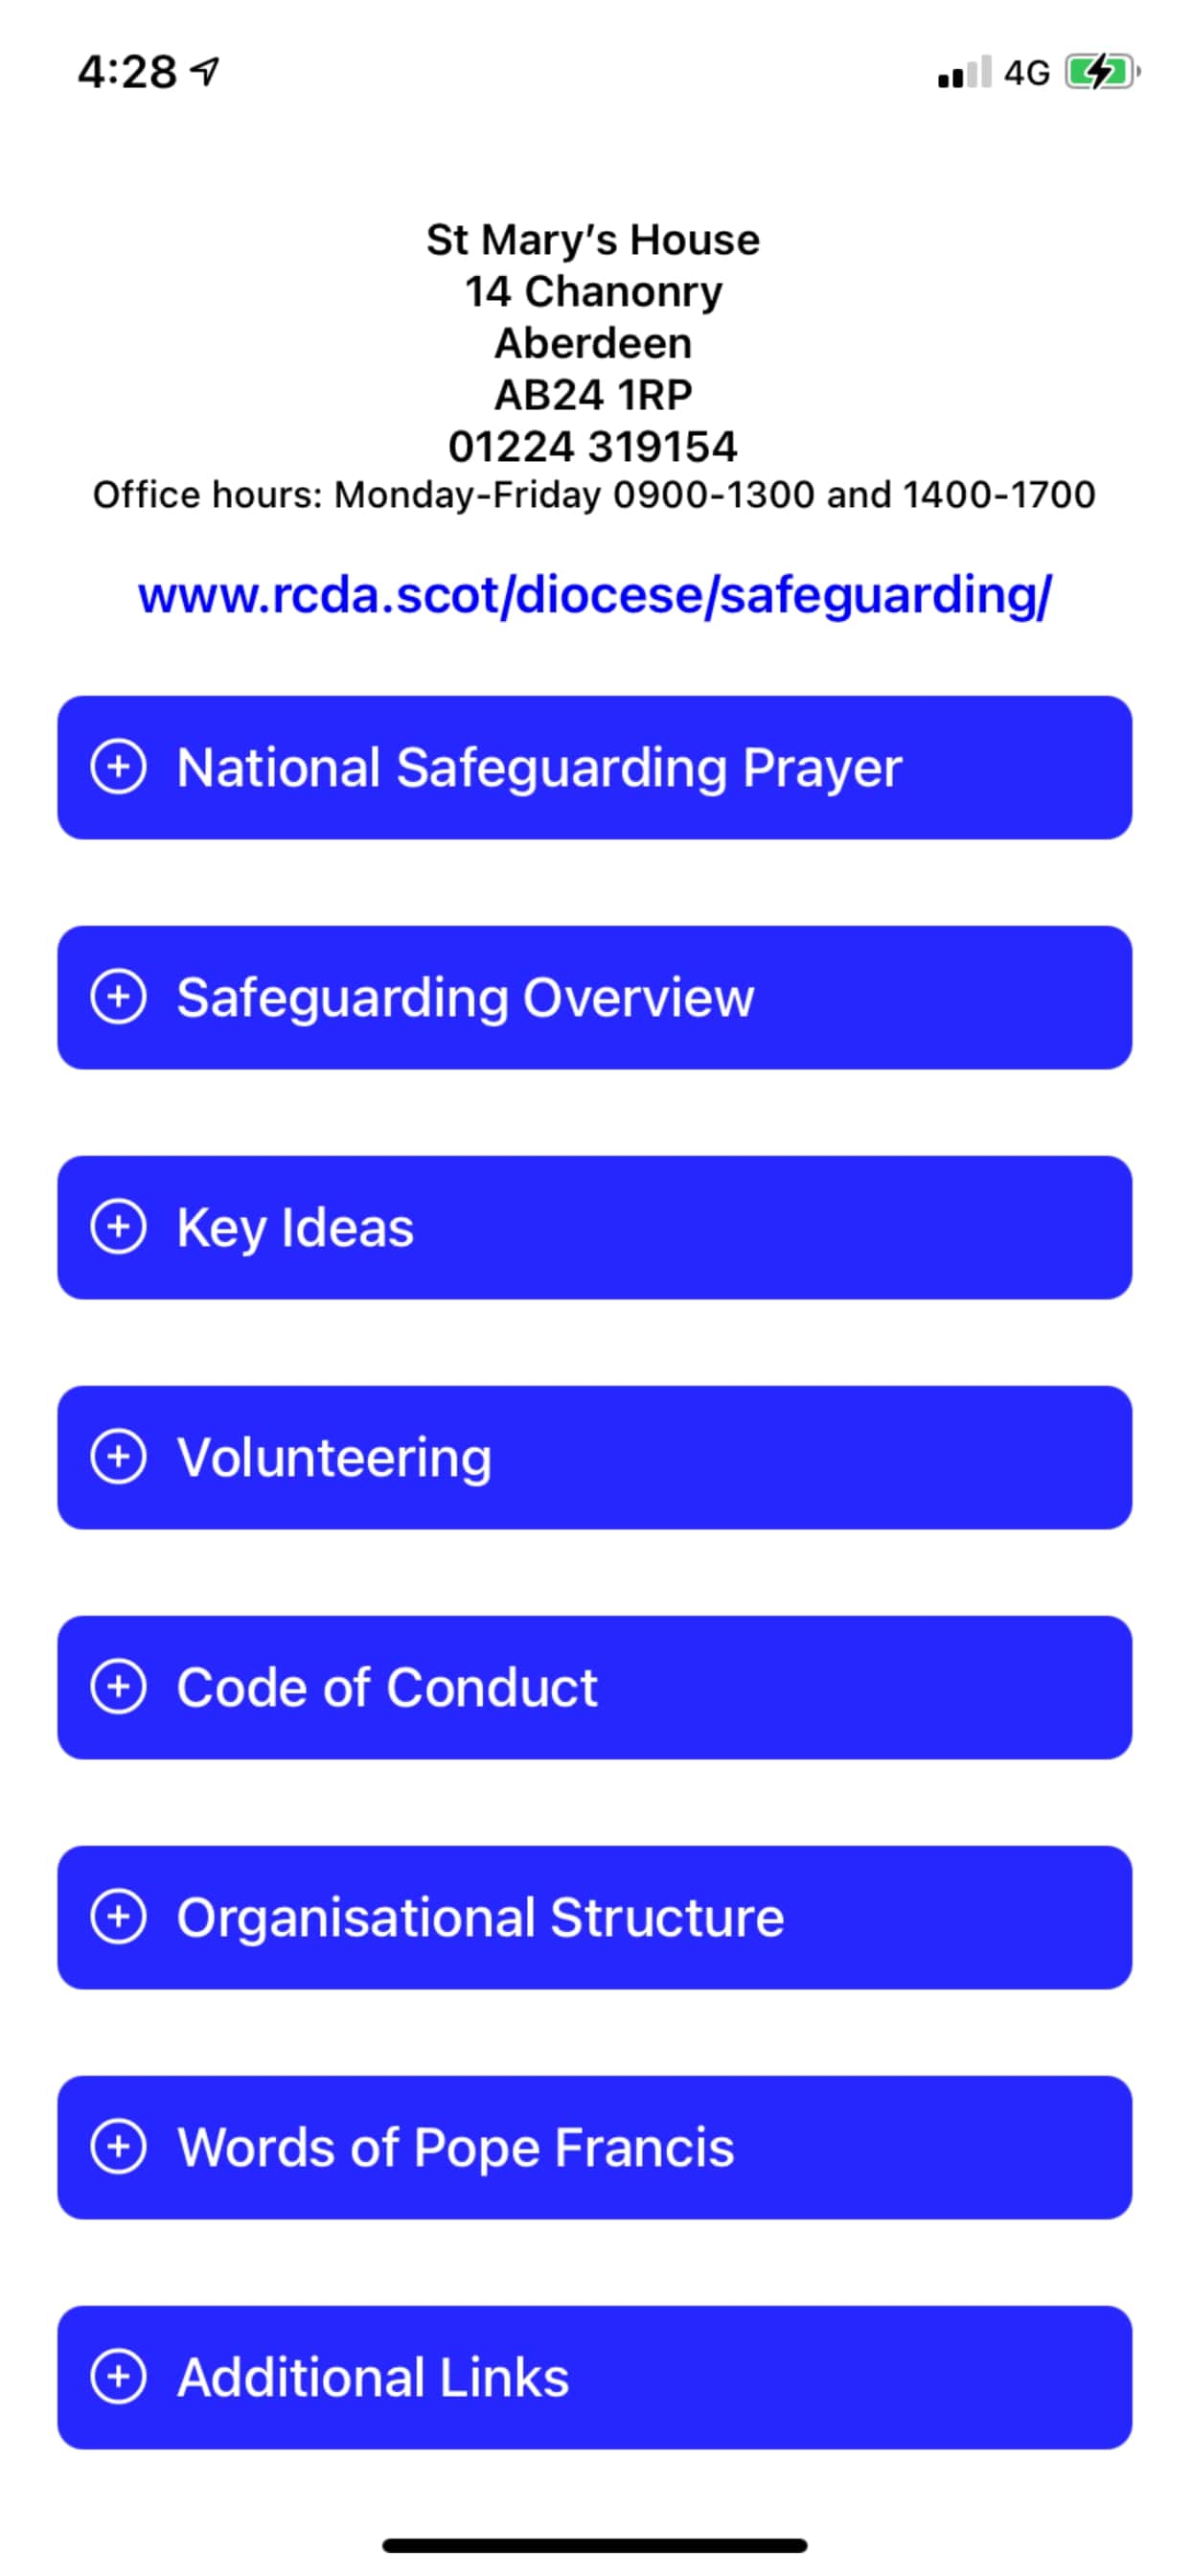 4:28
4G
St Mary’s House
14 Chanonry
Aberdeen
AB24 1RP
01224 319154
Office hours: Monday-Friday 0900-1300 and 1400-1700
www.rcda.scot/diocese/safeguarding/
National Safeguarding Prayer
Safeguarding Overview
Key Ideas
Volunteering
Code of Conduct
Organisational Structure
Words of Pope Francis
Additional Links